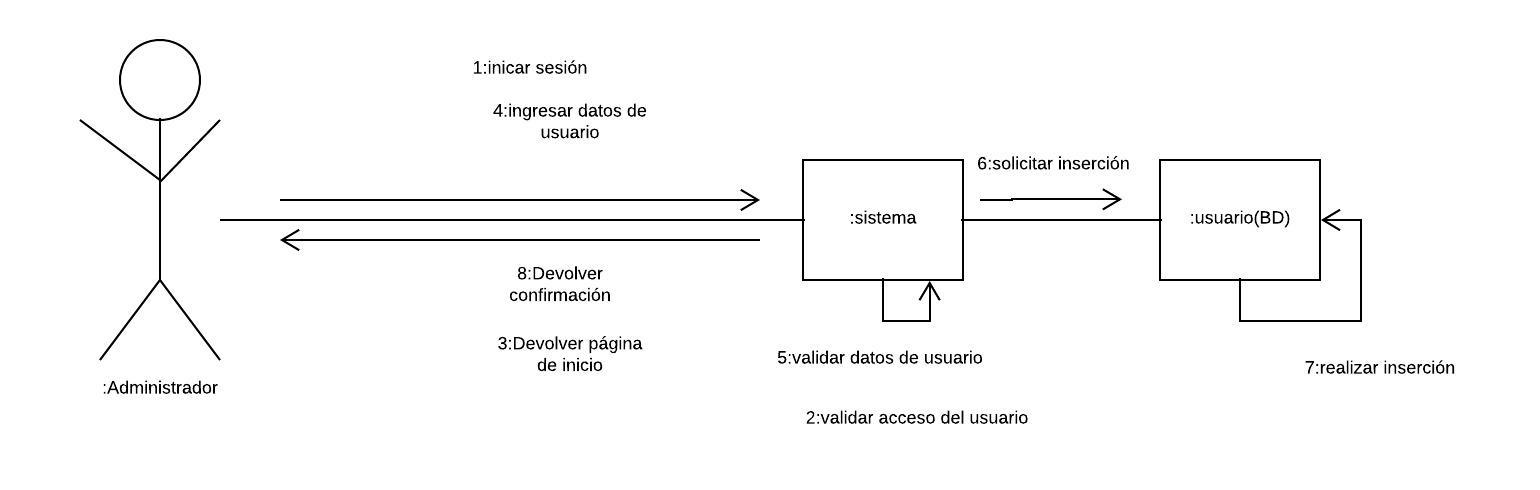 1:inicar sesión
4:ingresar datos de
usuario
6:solicitar inserción
:sistema
:usuario(BD)
8:Devolver
confirmación
3:Devolver página
de inicio
5:validar datos de usuario
7:realizar inserción
:Administrador
2:validar acceso del usuario